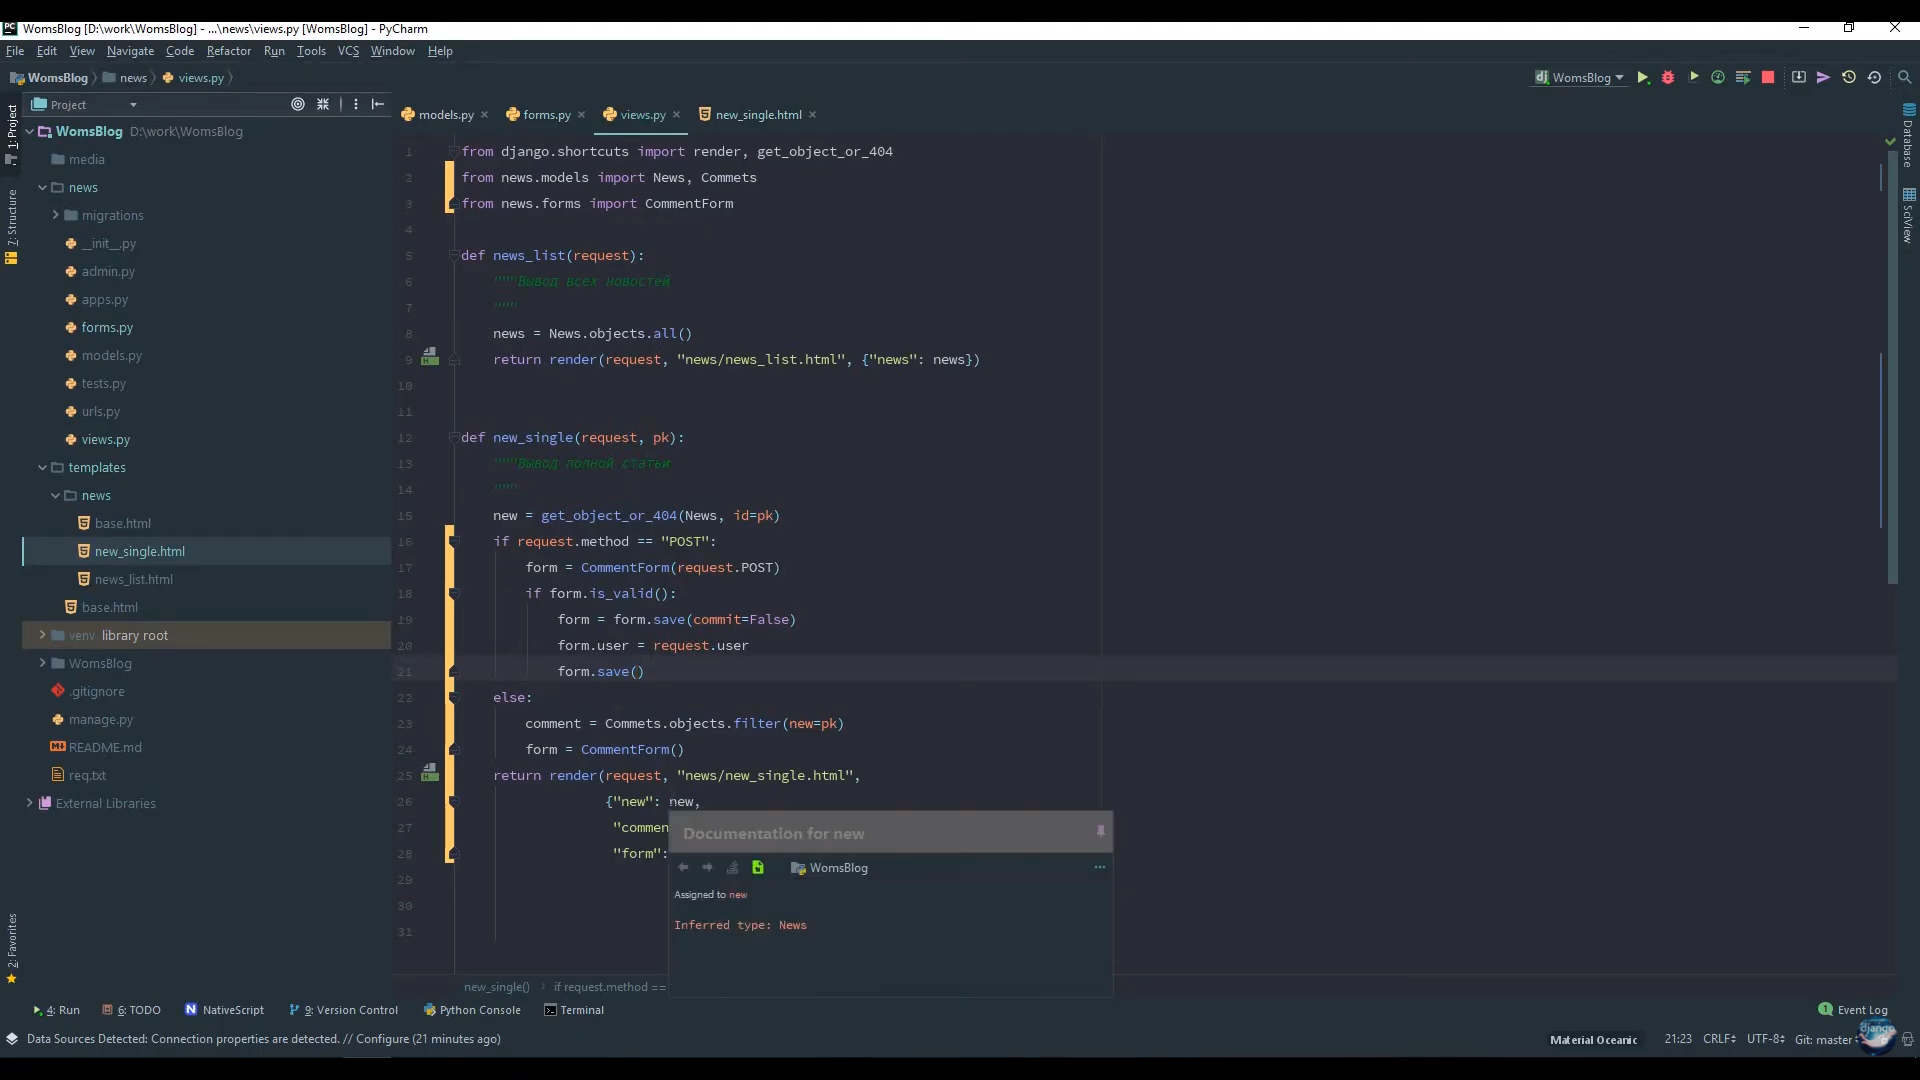 WomsBlog [D:\work\WomsBlog] - ...\news\views.py [WomsBlog] - PyCharm
File Edit View Navigate Code Refactor Run Tools VCS Window Help
WomsBlog news views.py
WomsBlog
Project
models.py forms.py views.py new_single.html
1: Project
7: Structure
2: Favorites
WomsBlog D:\work\WomsBlog
media
news
migrations
__init__.py
admin.py
apps.py
forms.py
models.py
tests.py
urls.py
views.py
templates
news
base.html
new_single.html
news_list.html
base.html
venv library root
WomsBlog
.gitignore
manage.py
README.md
req.txt
External Libraries
1 from django.shortcuts import render, get_object_or_404
2 from news.models import News, Commets
3 from news.forms import CommentForm
4
5 def news_list(request):
6 """Вывод всех новостей
7 """
8 news = News.objects.all()
9 return render(request, "news/news_list.html", {"news": news})
10
11
12 def new_single(request, pk):
13 """Вывод полной статьи
14 """
15 new = get_object_or_404(News, id=pk)
16 if request.method == "POST":
17 form = CommentForm(request.POST)
18 if form.is_valid():
19 form = form.save(commit=False)
20 form.user = request.user
21 form.save()
22 else:
23 comment = Commets.objects.filter(new=pk)
24 form = CommentForm()
25 return render(request, "news/new_single.html",
26 {"new": new,
27 "commen
28 "form":
29
30
31
Documentation for new
WomsBlog
Assigned to new
Inferred type: News
new_single() if request.method ==
Database
SciView
4: Run 6: TODO NativeScript 9: Version Control Python Console Terminal
1 Event Log
Data Sources Detected: Connection properties are detected. // Configure (21 minutes ago)
Material Oceanic 21:23 CRLF UTF-8 Git: master
django